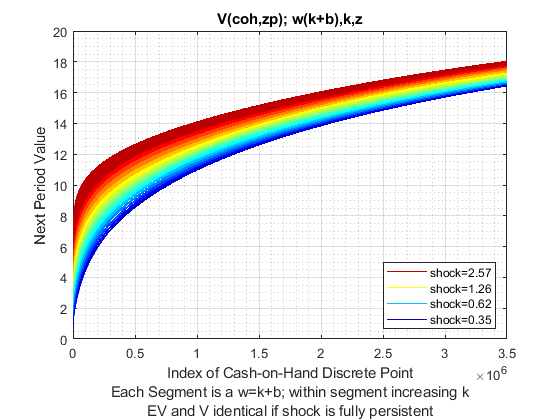 V(coh,zp); w(k+b),k,z
20
18
16
14
12
10
8
6
4
2
0
Next Period Value
shock=2.57
shock=1.26
shock=0.62
shock=0.35
0 0.5 1 1.5 2 2.5 3 3.5
×10^6
Index of Cash-on-Hand Discrete Point
Each Segment is a w=k+b; within segment increasing k
EV and V identical if shock is fully persistent